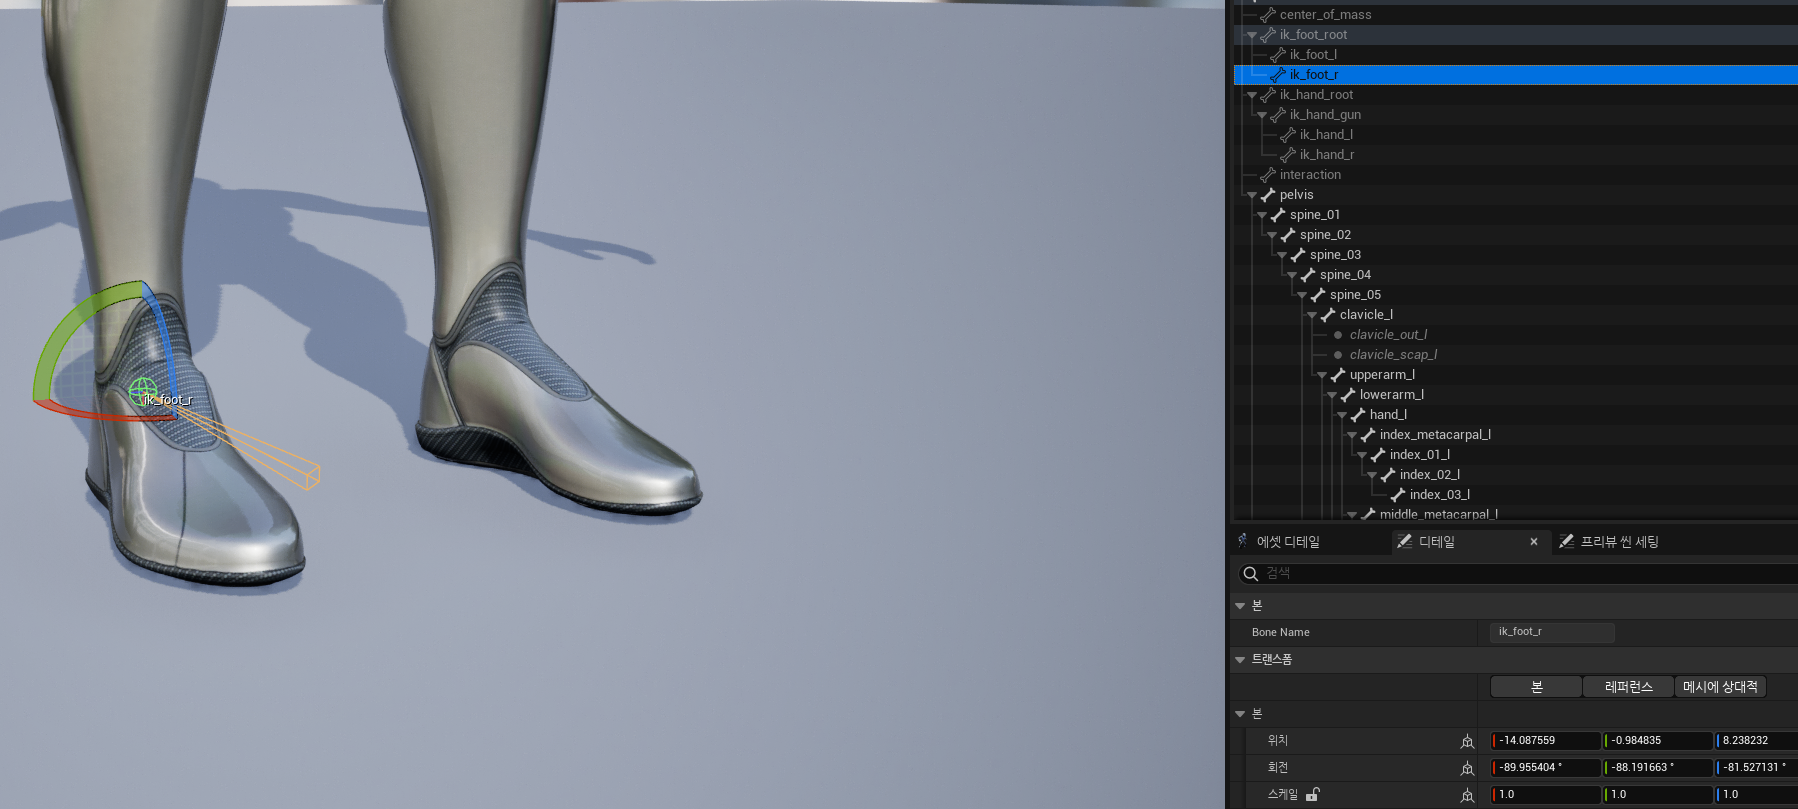 center_of_mass
ik_foot_root
ik_foot_l
ik_foot_r
ik_hand_root
ik_hand_gun
ik_hand_l
ik_hand_r
interaction
pelvis
spine_01
spine_02
spine_03
spine_04
spine_05
clavicle_l
clavicle_out_l
clavicle_scap_l
upperarm_l
lowerarm_l
hand_l
index_metacarpal_l
index_01_l
index_02_l
index_03_l
middle_metacarpal_l
ik_foot_r
에셋 디테일 디테일 × 프리뷰 씬 세팅
검색
본
Bone Name ik_foot_r
트랜스폼
본 레퍼런스 메시에 상대적
본
위치 -14.087559 -0.984835 8.238232
회전 -89.955404 ° -88.191663 ° -81.527131 °
스케일 1.0 1.0 1.0